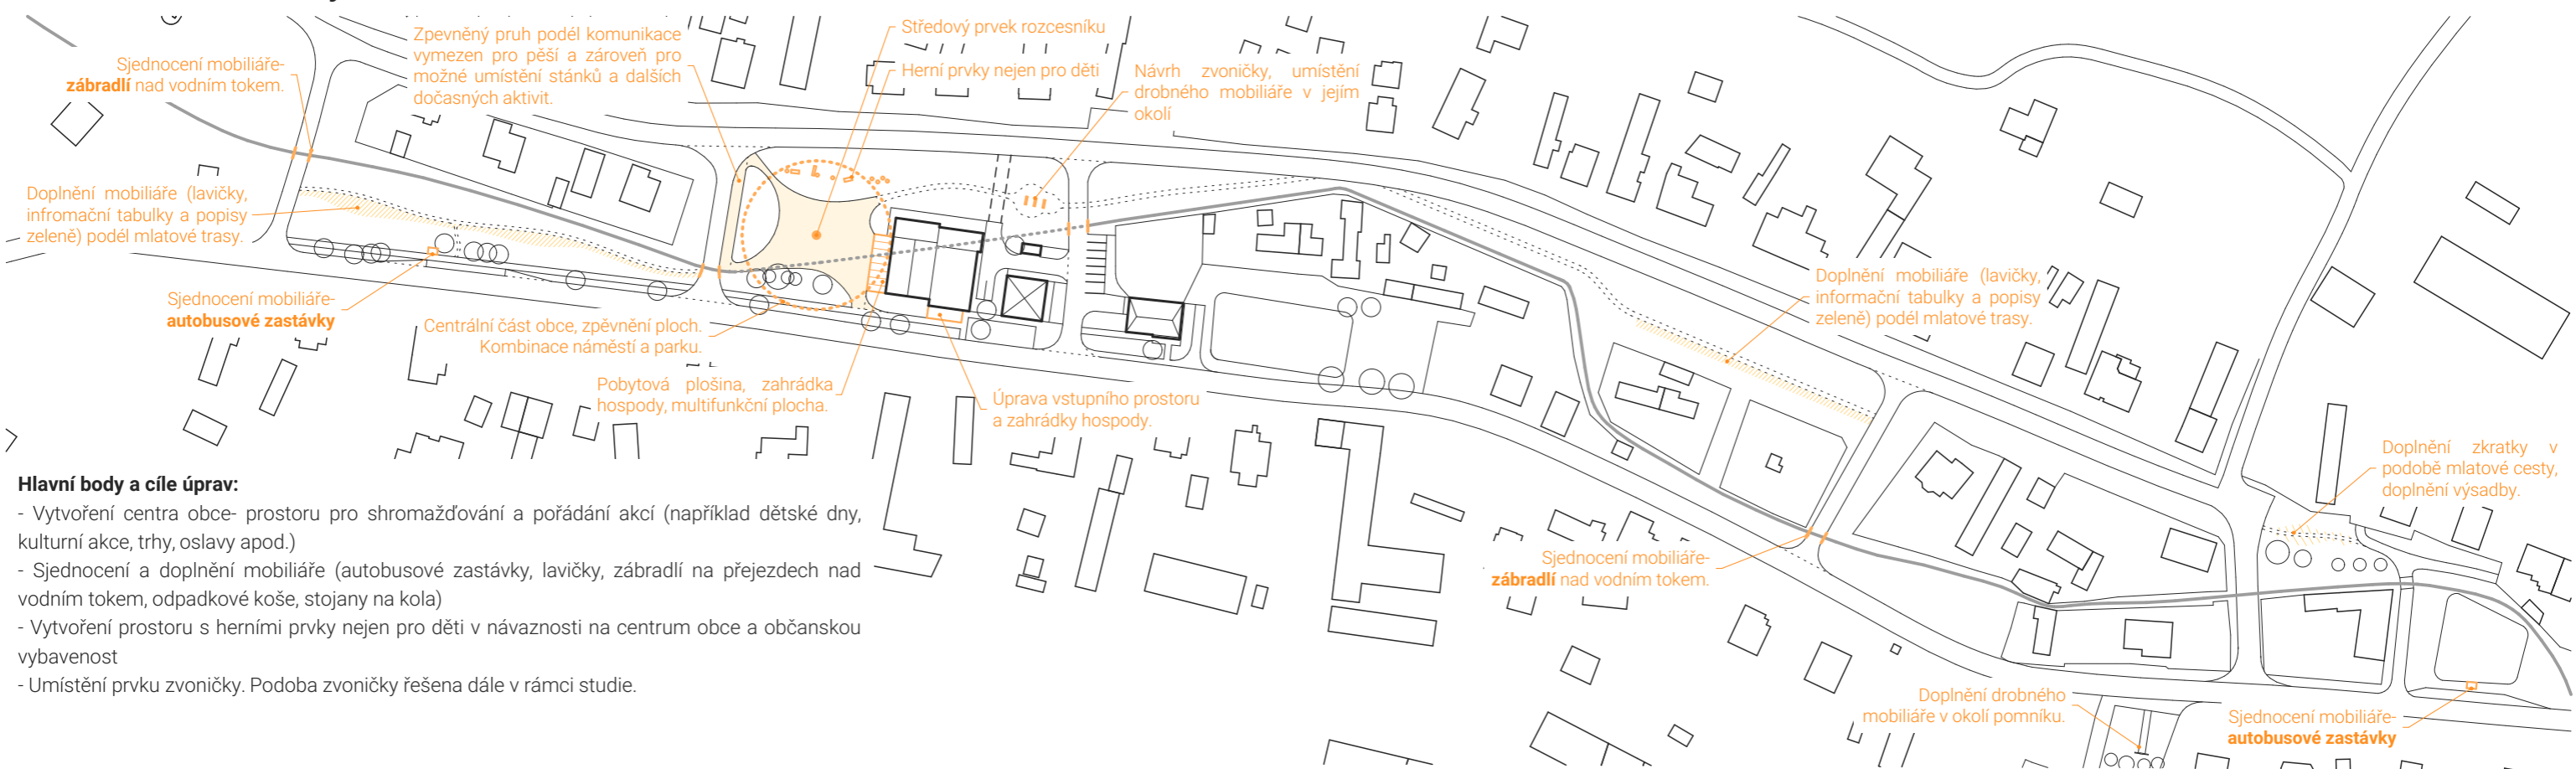 Zpevněný pruh podél komunikace
vymezen pro pěší a zároveň pro
možné umístění stánků a dalších
dočasných aktivit.
Středový prvek rozcesníku
Herní prvky nejen pro děti
Návrh zvoničky, umístění
drobného mobiliáře v jejím
okolí
Sjednocení mobiliáře-
zábradlí nad vodním tokem.
Doplnění mobiliáře (lavičky,
infromační tabulky a popisy
zeleně) podél mlatové trasy.
Sjednocení mobiliáře-
autobusové zastávky
Centrální část obce, zpěvnění ploch.
Kombinace náměstí a parku.
Pobytová plošina, zahrádka
hospody, multifunkční plocha.
Úprava vstupního prostoru
a zahrádky hospody.
Doplnění mobiliáře (lavičky,
informační tabulky a popisy
zeleně) podél mlatové trasy.
Doplnění zkratky v
podobě mlatové cesty,
doplnění výsadby.
Sjednocení mobiliáře-
zábradlí nad vodním tokem.
Doplnění drobného
mobiliáře v okolí pomníku.
Sjednocení mobiliáře-
autobusové zastávky
Hlavní body a cíle úprav:
- Vytvoření centra obce- prostoru pro shromažďování a pořádání akcí (například dětské dny,
kulturní akce, trhy, oslavy apod.)
- Sjednocení a doplnění mobiliáře (autobusové zastávky, lavičky, zábradlí na přejezdech nad
vodním tokem, odpadkové koše, stojany na kola)
- Vytvoření prostoru s herními prvky nejen pro děti v návaznosti na centrum obce a občanskou
vybavenost
- Umístění prvku zvoničky. Podoba zvoničky řešena dále v rámci studie.